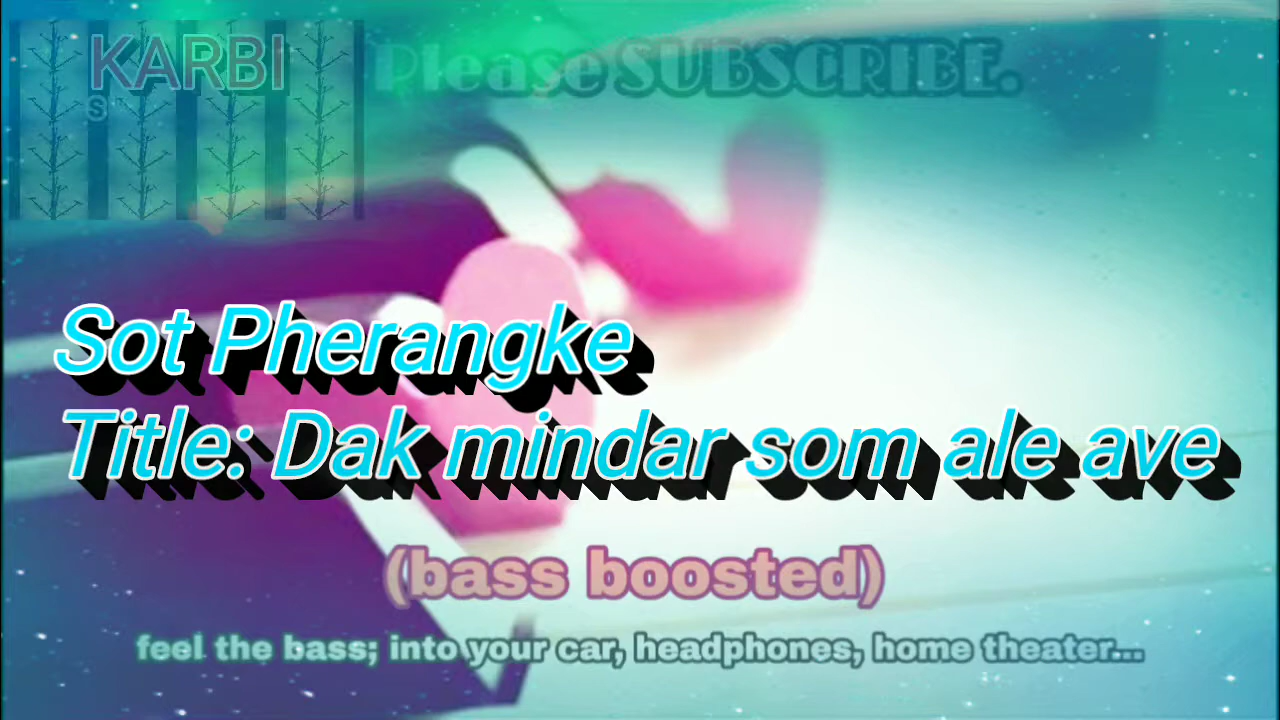 KARBI
S
Please SUBSCRIBE.
Sot Pherangke
Title: Dak mindar som ale ave
(bass boosted)
feel the bass; into your car, headphones, home theater...